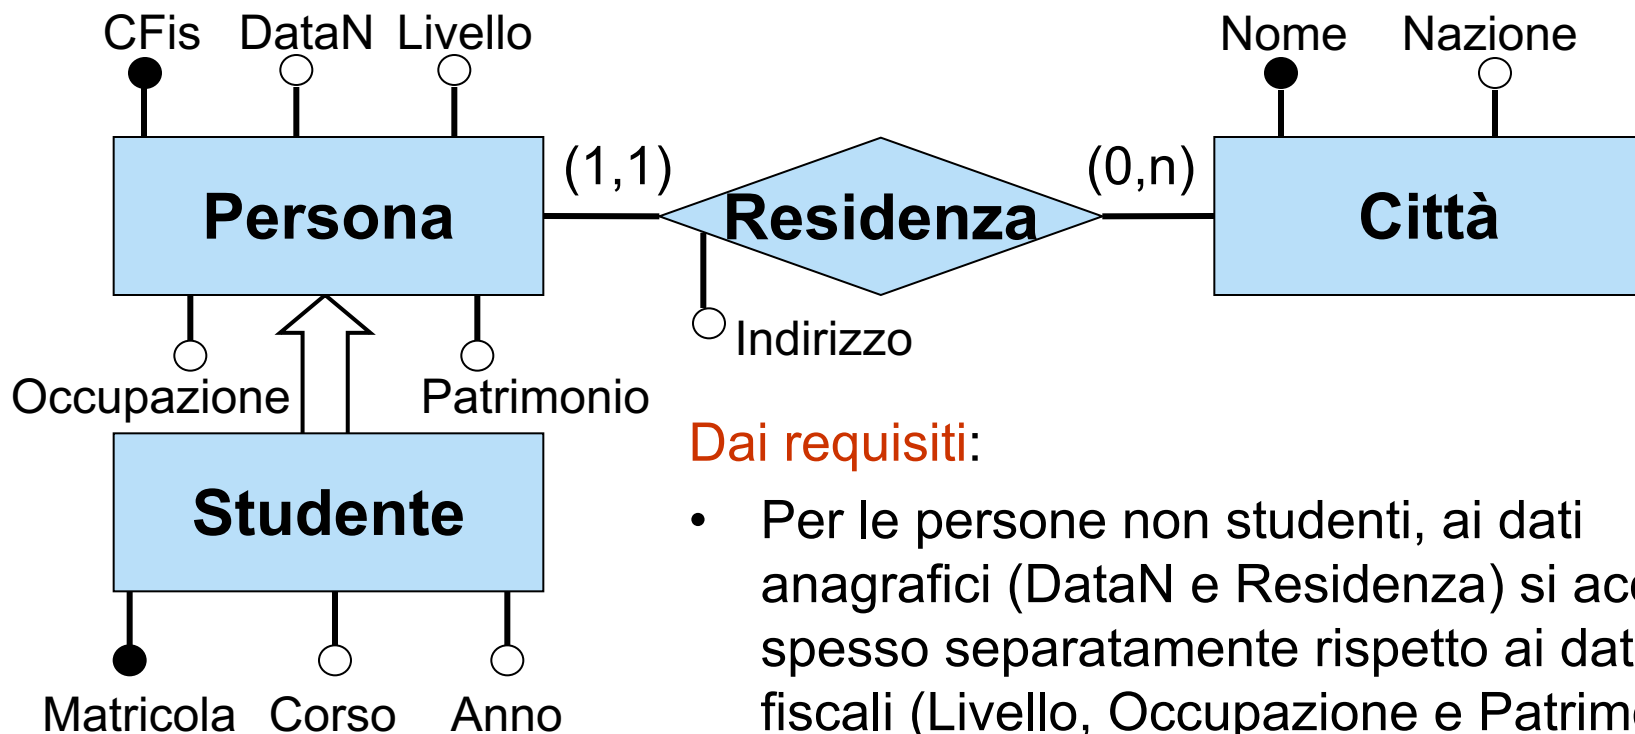 CFis DataN Livello
Nome Nazione
(1,1)
(0,n)
Persona
Residenza
Città
Indirizzo
Occupazione
Patrimonio
Studente
Matricola Corso Anno
Dai requisiti:
• Per le persone non studenti, ai dati
anagrafici (DataN e Residenza) si
spesso separatamente rispetto ai
fiscali (Livello, Occupazione e